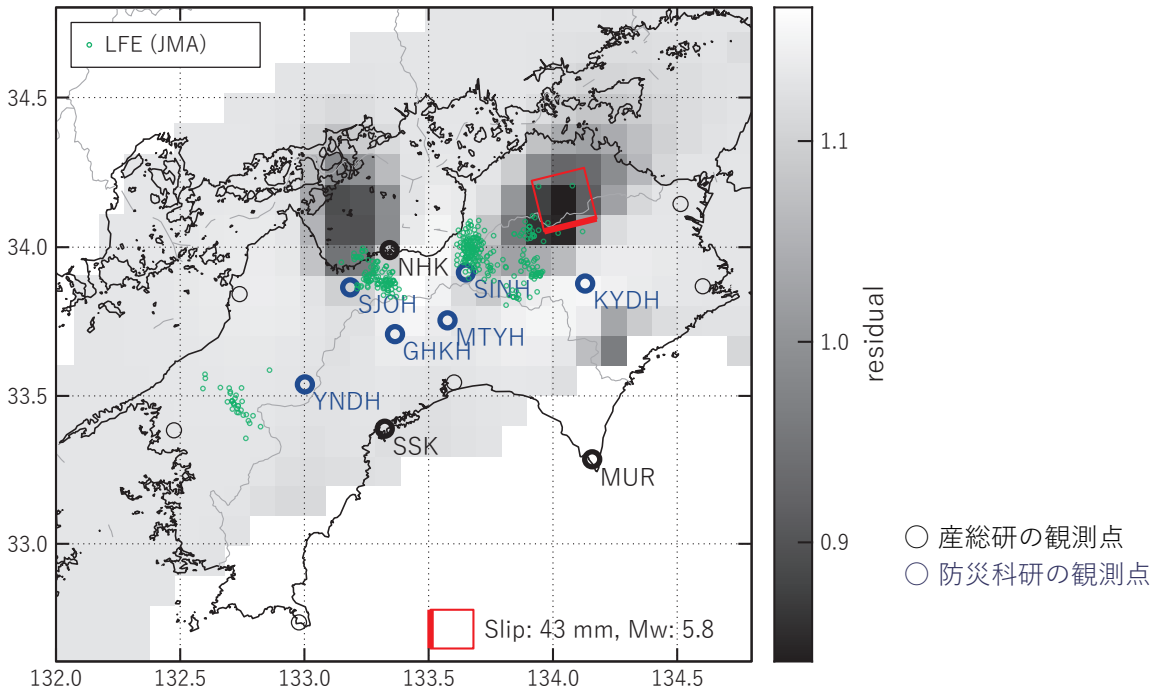 LFE (JMA)
34.5
34.0
33.5
33.0
132.0
132.5
133.0
133.5
134.0
134.5
NHK
SINH
KYDH
SJOH
MTYH
GHKH
YNDH
SSK
MUR
Slip: 43 mm, Mw: 5.8
1.1
1.0
0.9
residual
○ 産総研の観測点
○ 防災科研の観測点